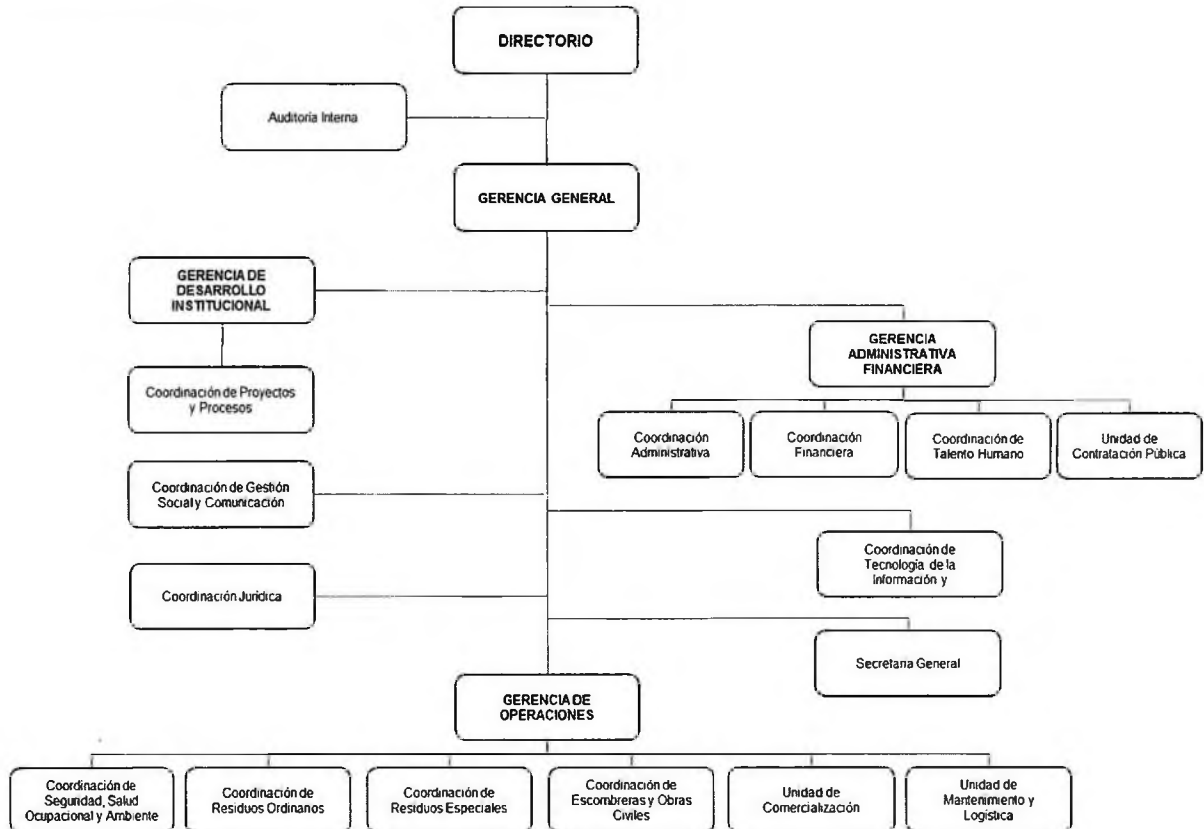 DIRECTORIO
Auditoría Interna
GERENCIA GENERAL
GERENCIA DE
DESARROLLO
INSTITUCIONAL
GERENCIA
ADMINISTRATIVA
FINANCIERA
Coordinación de Proyectos
y Procesos
Coordinación
Administrativa
Coordinación
Financiera
Coordinación de
Talento Humano
Unidad de
Contratación Pública
Coordinación de Gestión
Social y Comunicación
Coordinación de
Tecnología de la
Información y
Coordinación Jurídica
Secretaria General
GERENCIA DE
OPERACIONES
Coordinación de
Seguridad, Salud
Ocupacional y Ambiente
Coordinación de
Residuos Ordinarios
Coordinación de
Residuos Especiales
Coordinación de
Escombreras y Obras
Civiles
Unidad de
Comercialización
Unidad de
Mantenimiento y
Logística